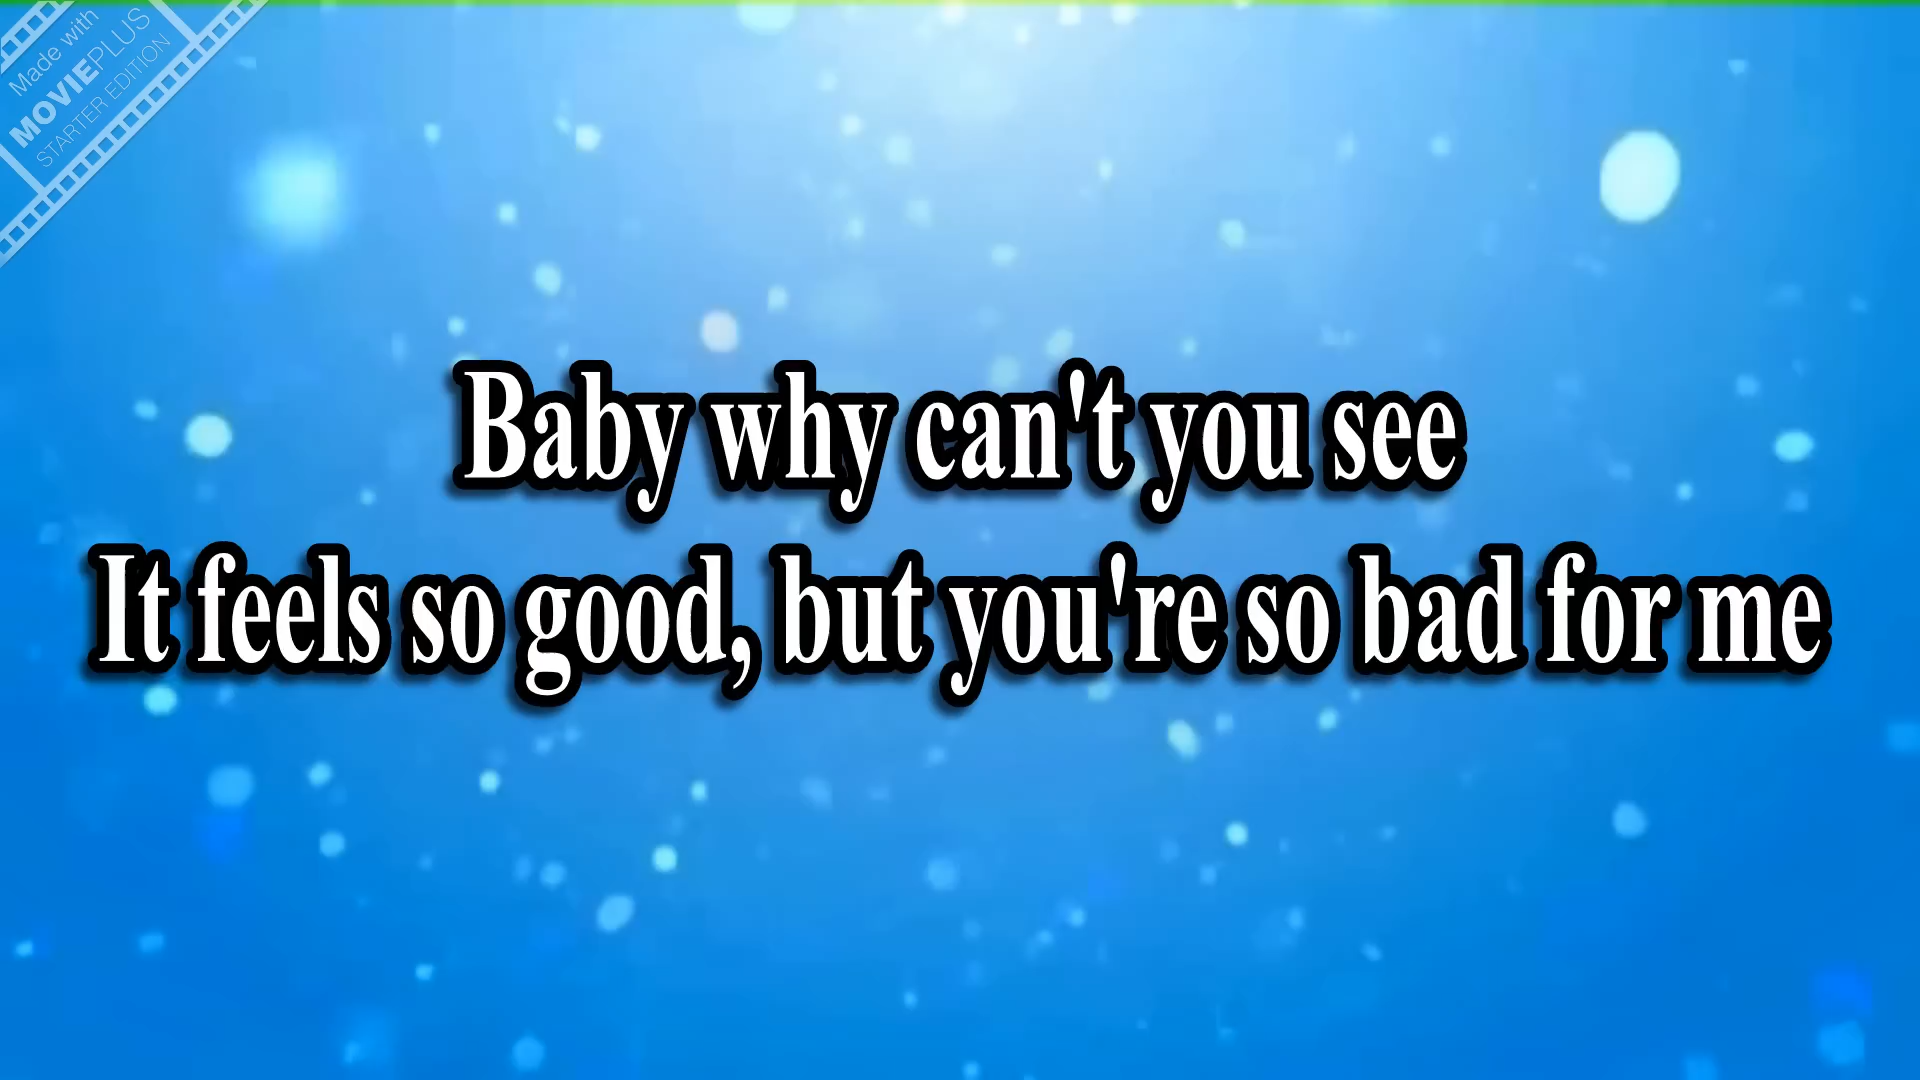 Made with
MOVIEPLUS
STARTER EDITION
Baby why can't you see
It feels so good, but you're so bad for me